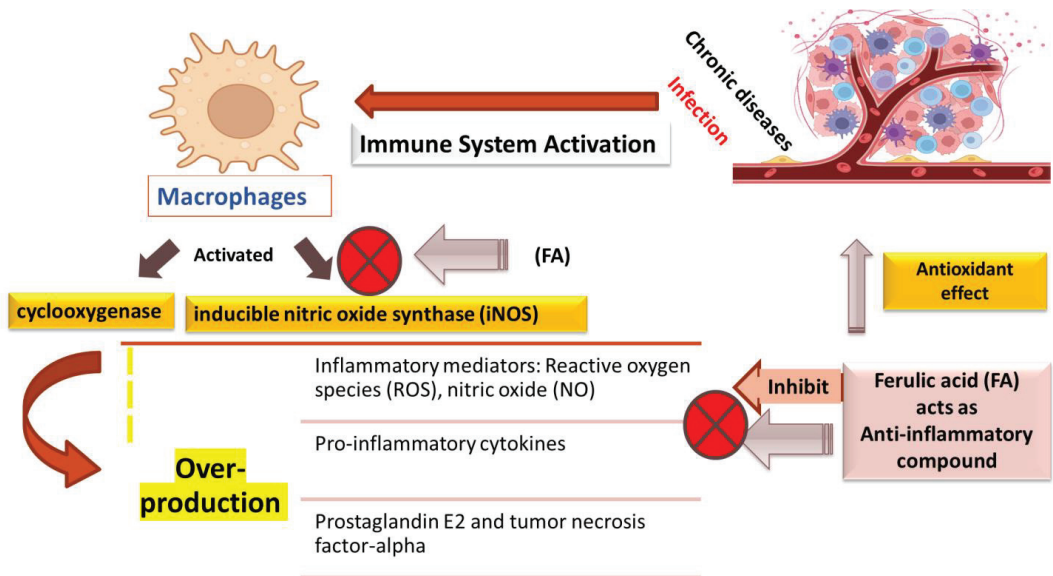 Chronic diseases
Infection
Immune System Activation
Macrophages
Activated
(FA)
cyclooxygenase
inducible nitric oxide synthase (iNOS)
Antioxidant
effect
Inflammatory mediators: Reactive oxygen
species (ROS), nitric oxide (NO)
Pro-inflammatory cytokines
Prostaglandin E2 and tumor necrosis
factor-alpha
Over-
production
Inhibit
Ferulic acid (FA)
acts as
Anti-inflammatory
compound